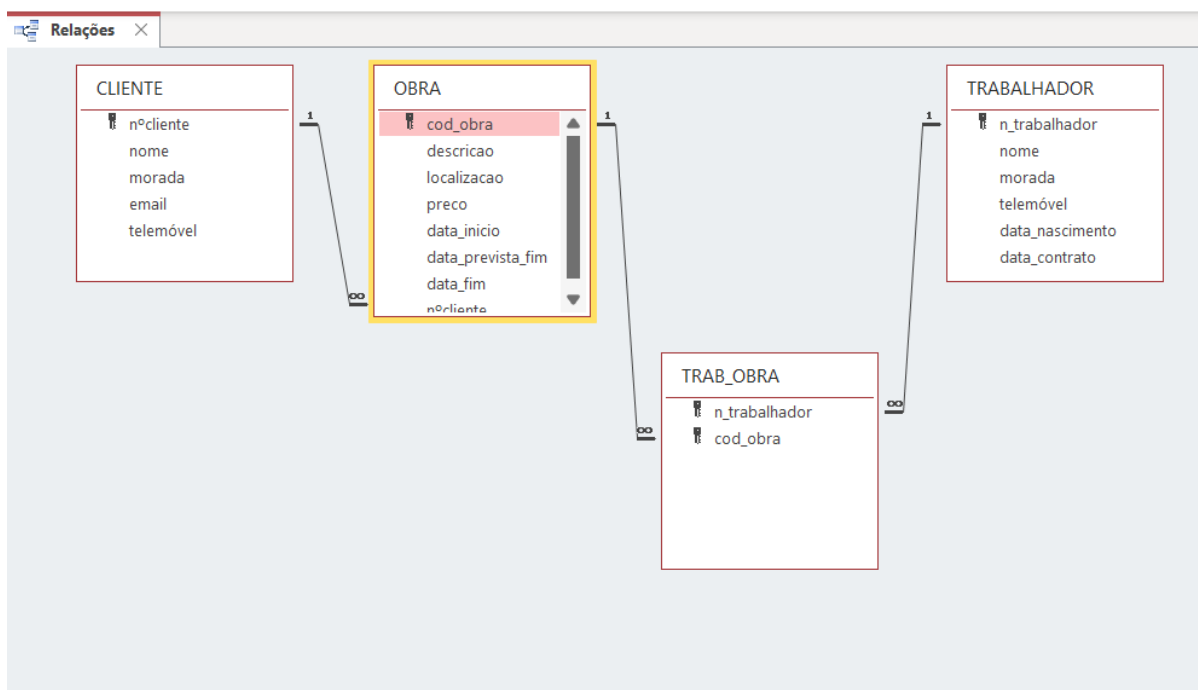 Relações
CLIENTE
nºcliente
nome
morada
email
telemóvel
1
∞
OBRA
cod_obra
descricao
localizacao
preco
data_inicio
data_prevista_fim
data_fim
nºcliente
1
∞
TRAB_OBRA
n_trabalhador
cod_obra
∞
1
TRABALHADOR
n_trabalhador
nome
morada
telemóvel
data_nascimento
data_contrato